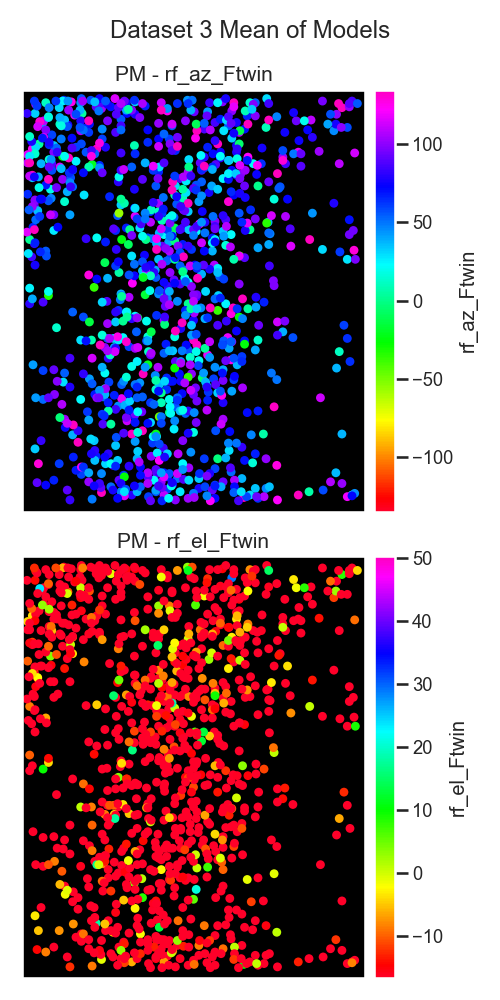 Dataset 3 Mean of Models
PM - rf_az_Ftwin
100
50
0
−50
−100
rf_az_Ftwin
PM - rf_el_Ftwin
50
40
30
20
10
0
−10
rf_el_Ftwin